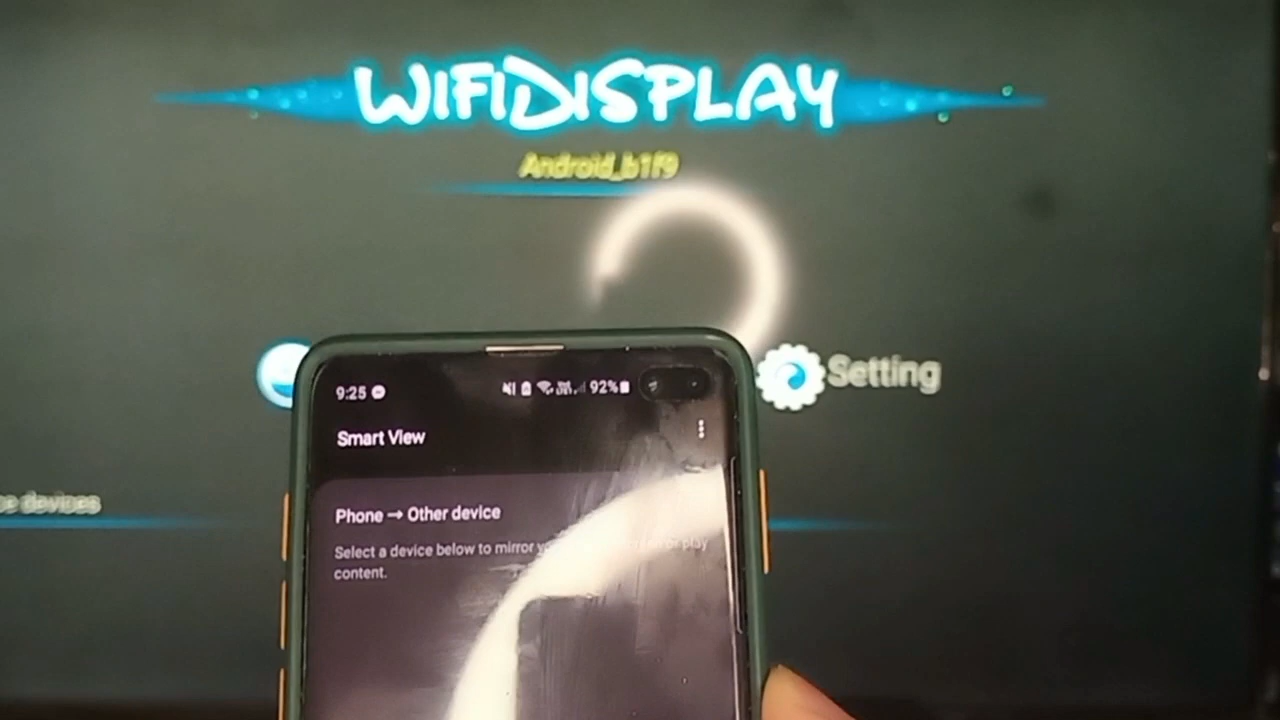 WIFIDISPLAY
Android_b1f9
Setting
9:25
92%
Smart View
devices
Phone → Other device
Select a device below to mirror play
content.